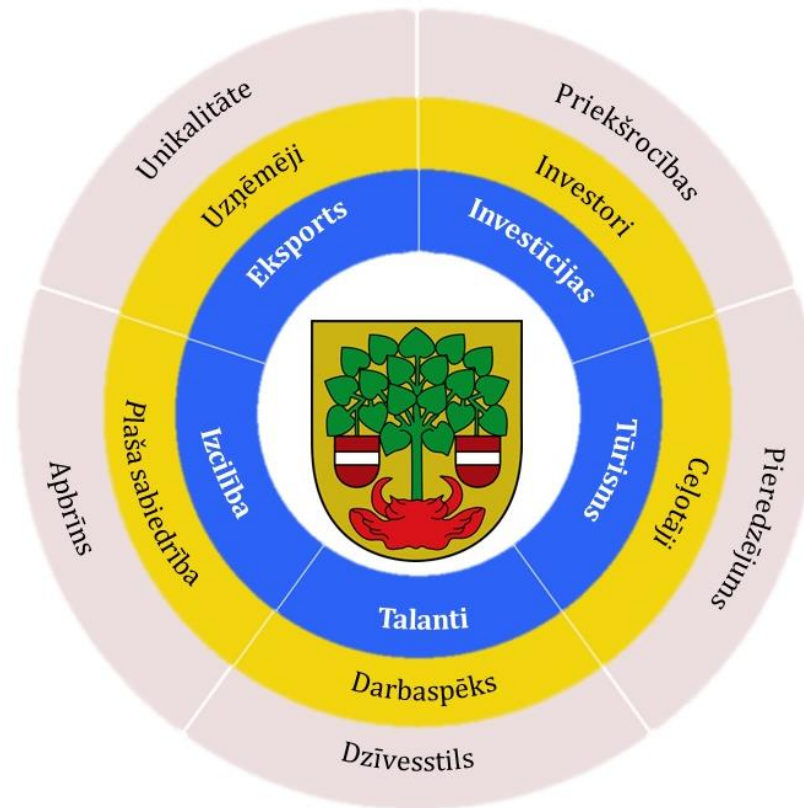 Unikalitāte
Uzņēmēji
Eksports
Priekšrocības
Investori
Investīcijas
Pieredzējums
Ceļotāji
Tūrisms
Dzīvesstils
Darbaspēks
Talanti
Apbrīns
Plaša sabiedrība
Izcilība